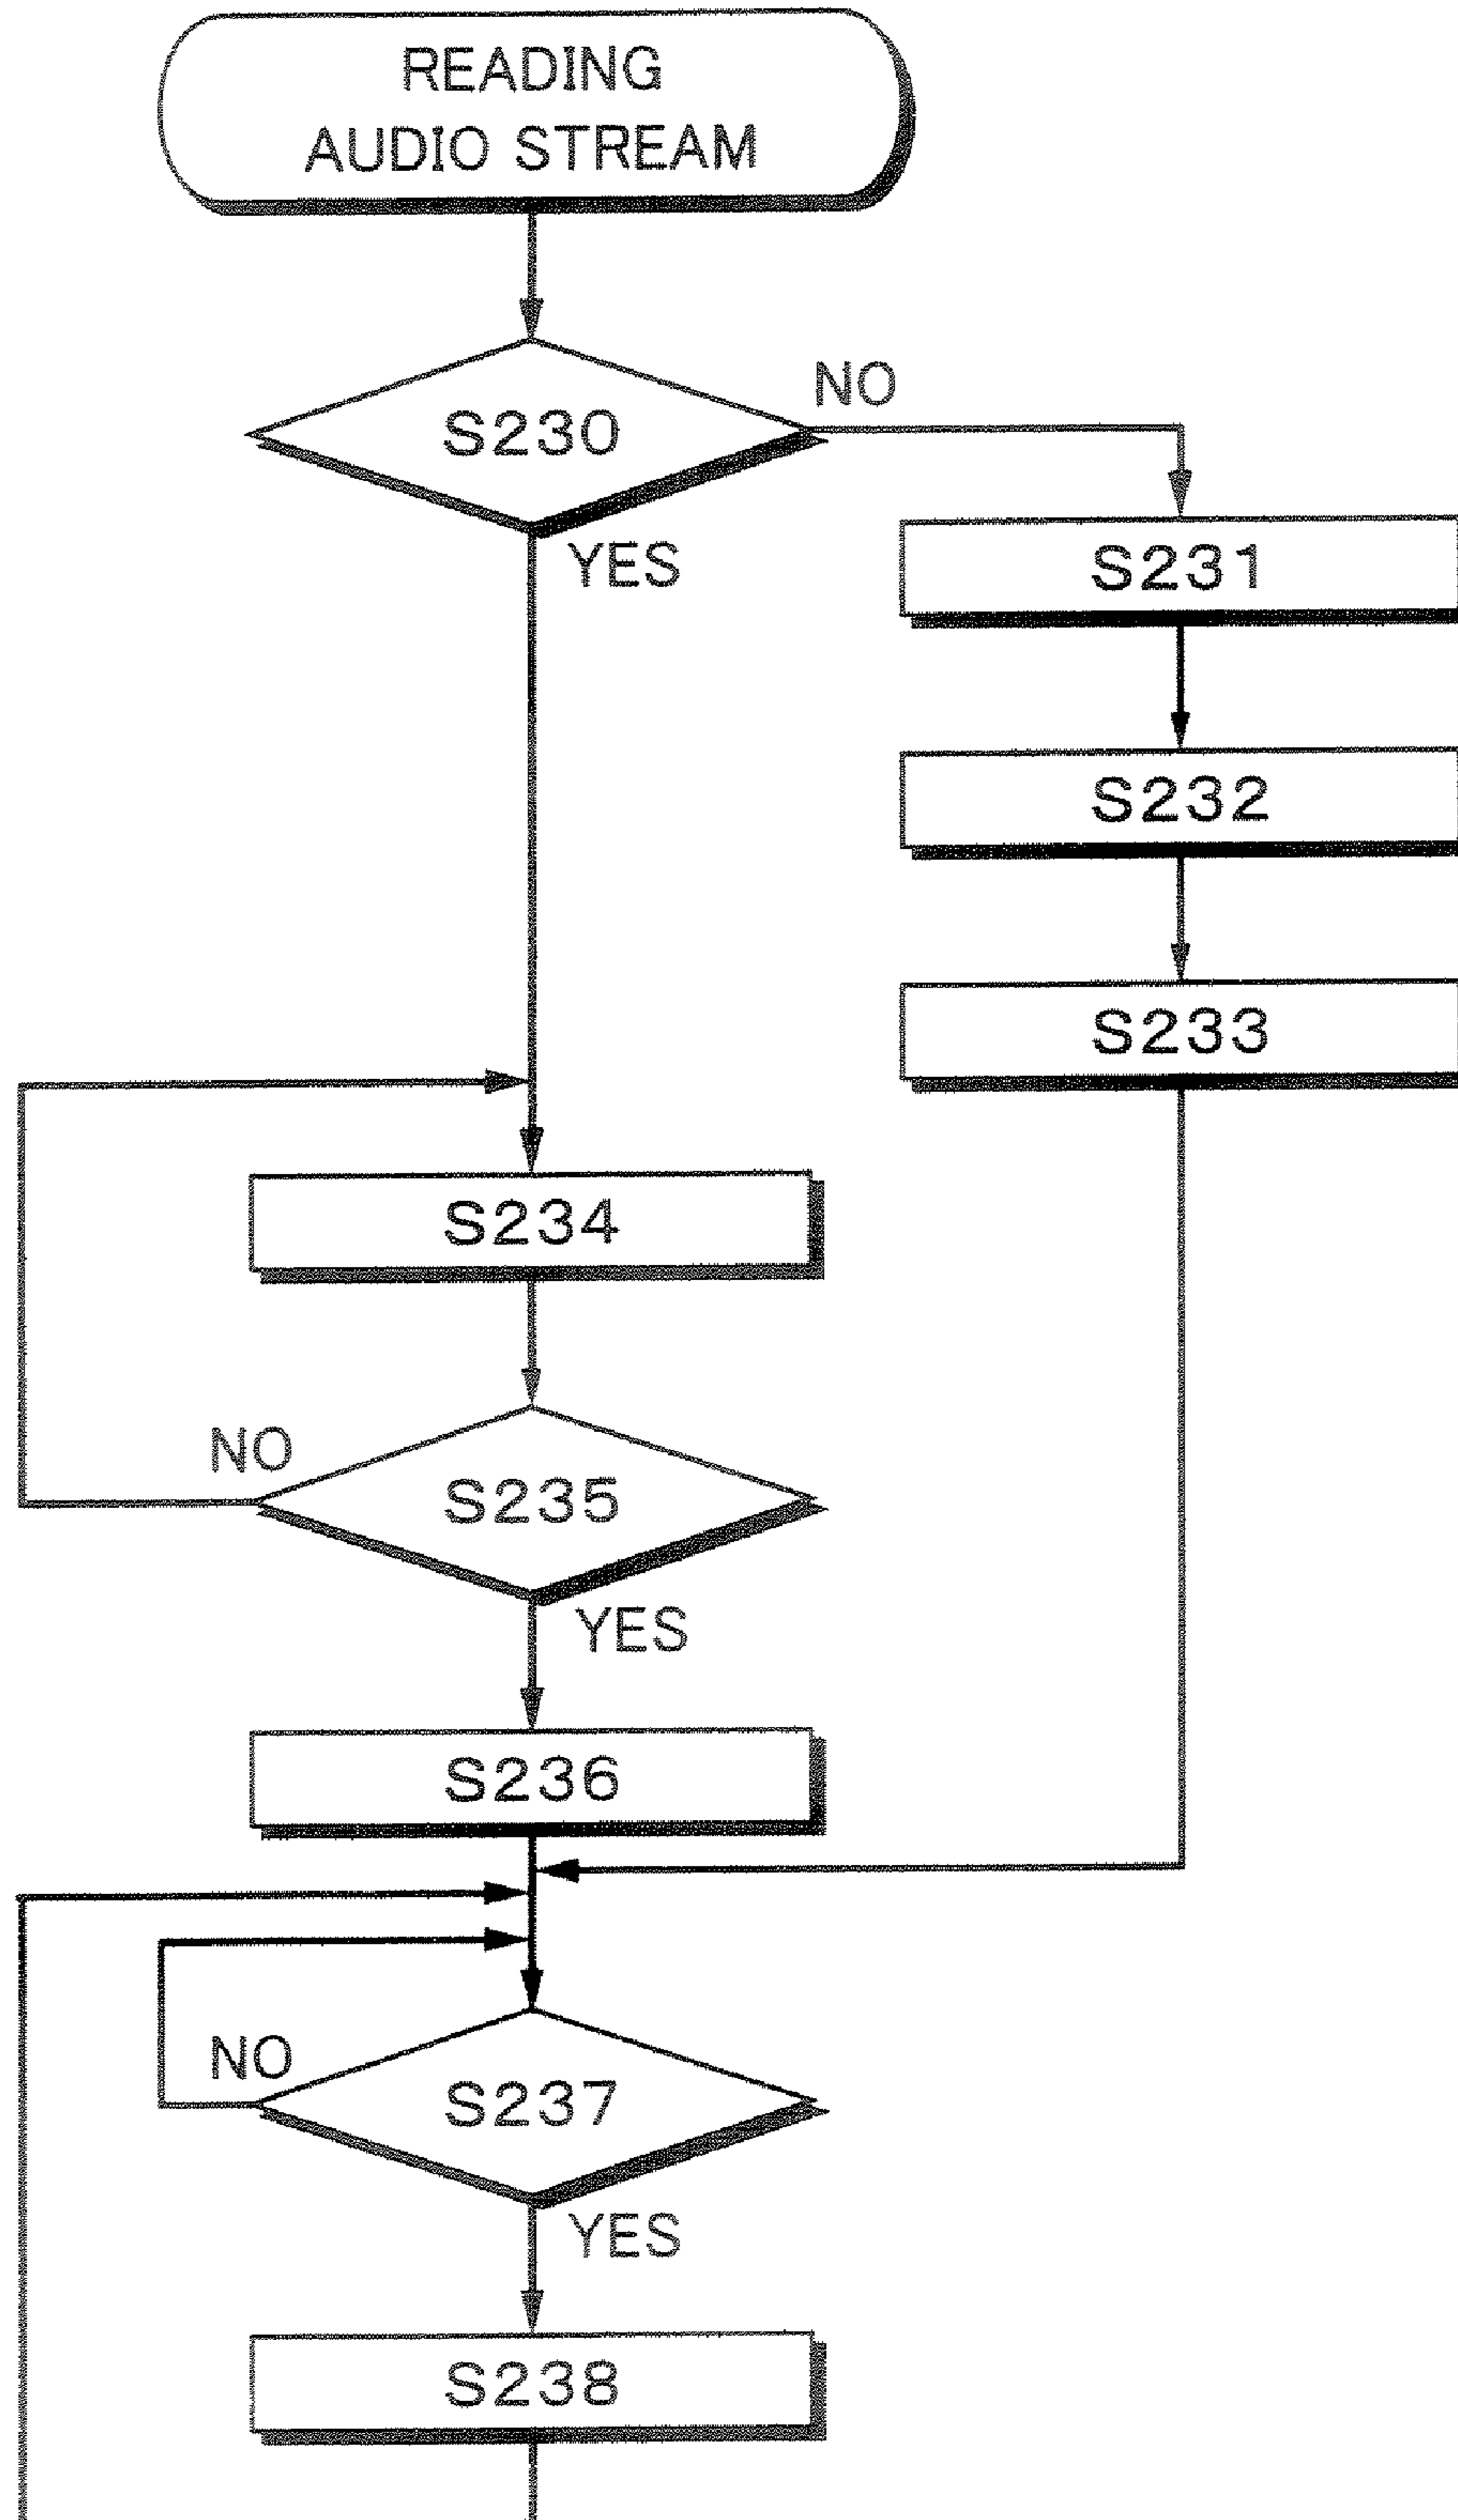 READING
AUDIO STREAM
S230
NO
YES
S231
S232
S233
S234
NO
S235
YES
S236
NO
S237
YES
S238